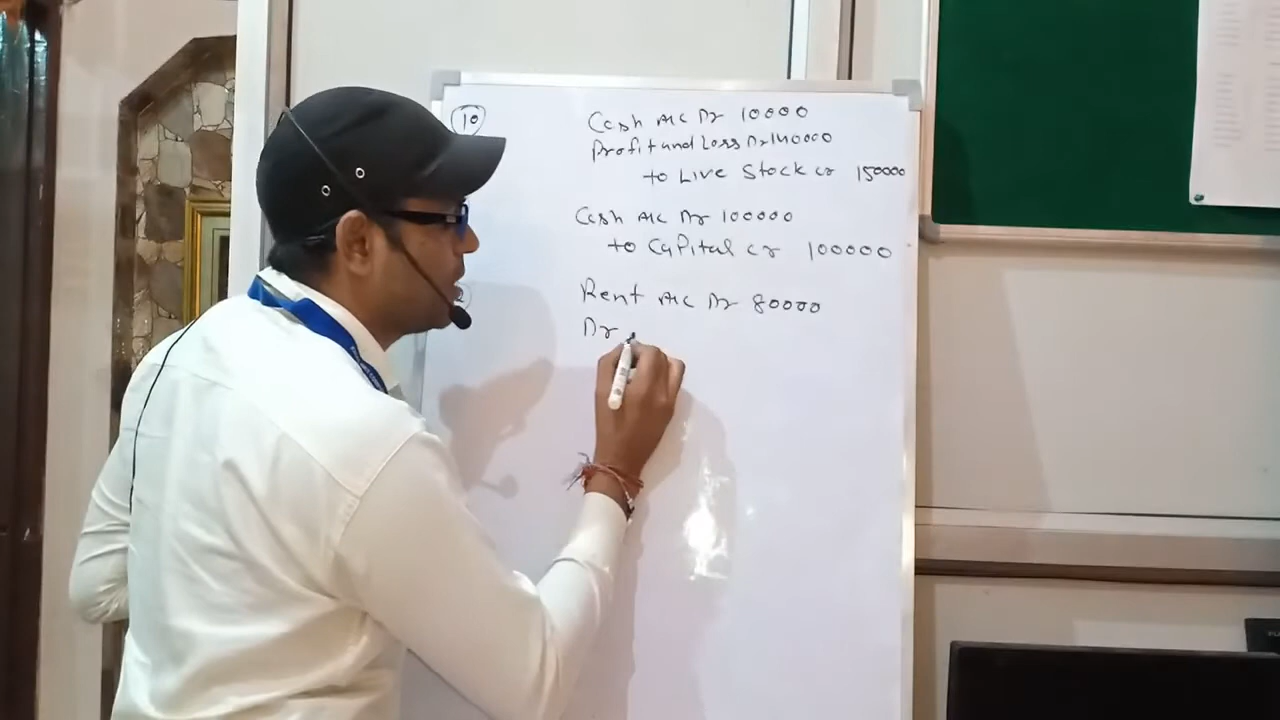 10
Cash A/C Dr 10000
Profit and Loss Dr 140000
to Live Stock cr 150000
Cash A/C Dr 100000
to Capital cr 100000
2
Rent A/C Dr 80000
Dr